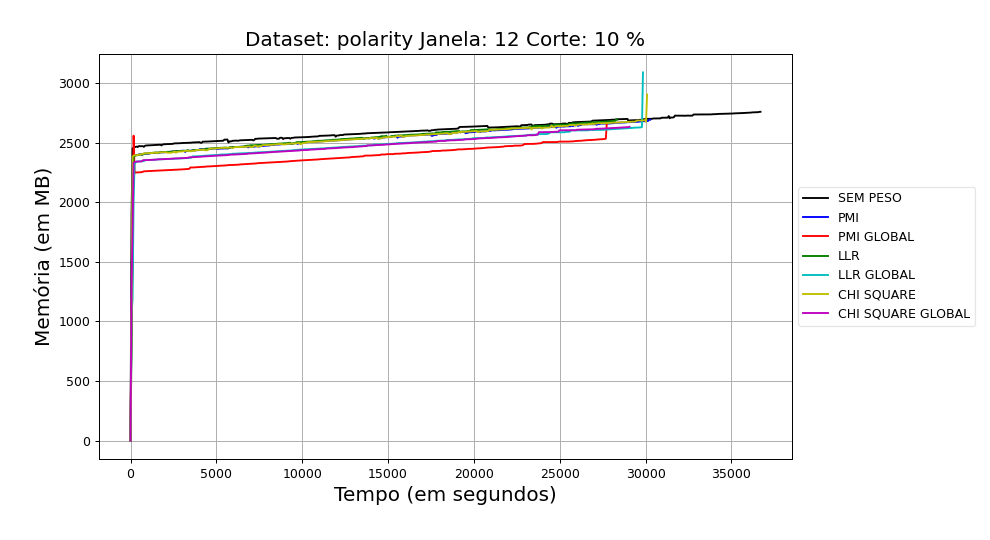 Dataset: polarity Janela: 12 Corte: 10 %
Memória (em MB)
3000
2500
2000
1500
1000
500
0
0 5000 10000 15000 20000 25000 30000 35000
Tempo (em segundos)
SEM PESO
PMI
PMI GLOBAL
LLR
LLR GLOBAL
CHI SQUARE
CHI SQUARE GLOBAL